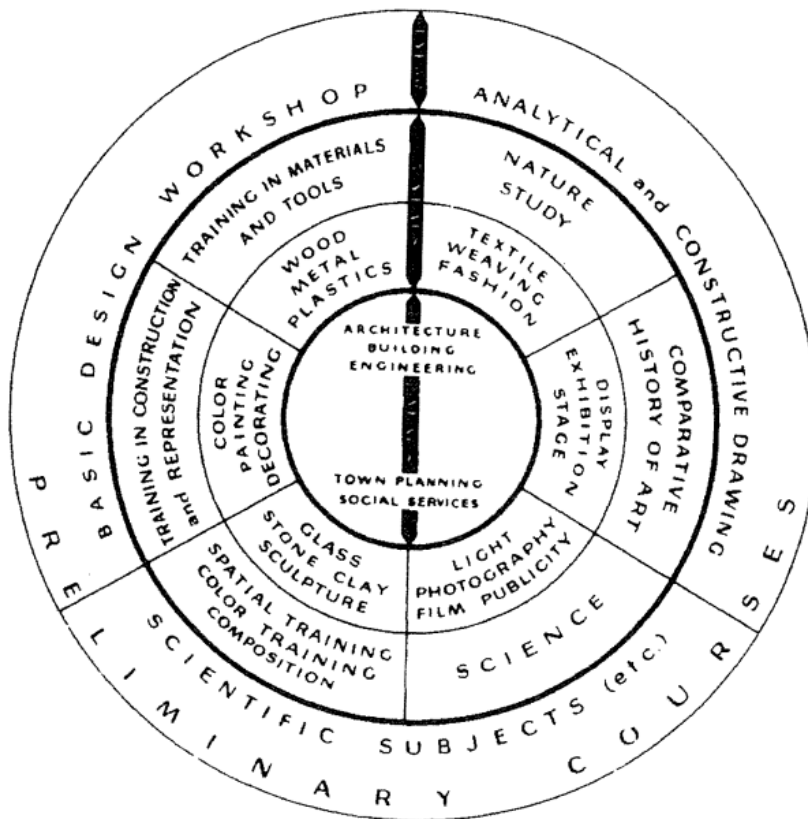 BASIC DESIGN WORKSHOP
ANALYTICAL and CONSTRUCTIVE DRAWING
SCIENTIFIC SUBJECTS (etc.)
PRELIMINARY COURSES
TRAINING IN MATERIALS
AND TOOLS
NATURE
STUDY
COMPARATIVE
HISTORY OF ART
SCIENCE
SPATIAL TRAINING
COLOR TRAINING
COMPOSITION
TRAINING IN CONSTRUCTION
and REPRESENTATION
WOOD
METAL
PLASTICS
TEXTILE
WEAVING
FASHION
DISPLAY
EXHIBITION
STAGE
LIGHT
PHOTOGRAPHY
FILM PUBLICITY
GLASS
STONE CLAY
SCULPTURE
COLOR
PAINTING
DECORATING
ARCHITECTURE
BUILDING
ENGINEERING
TOWN PLANNING
SOCIAL SERVICES